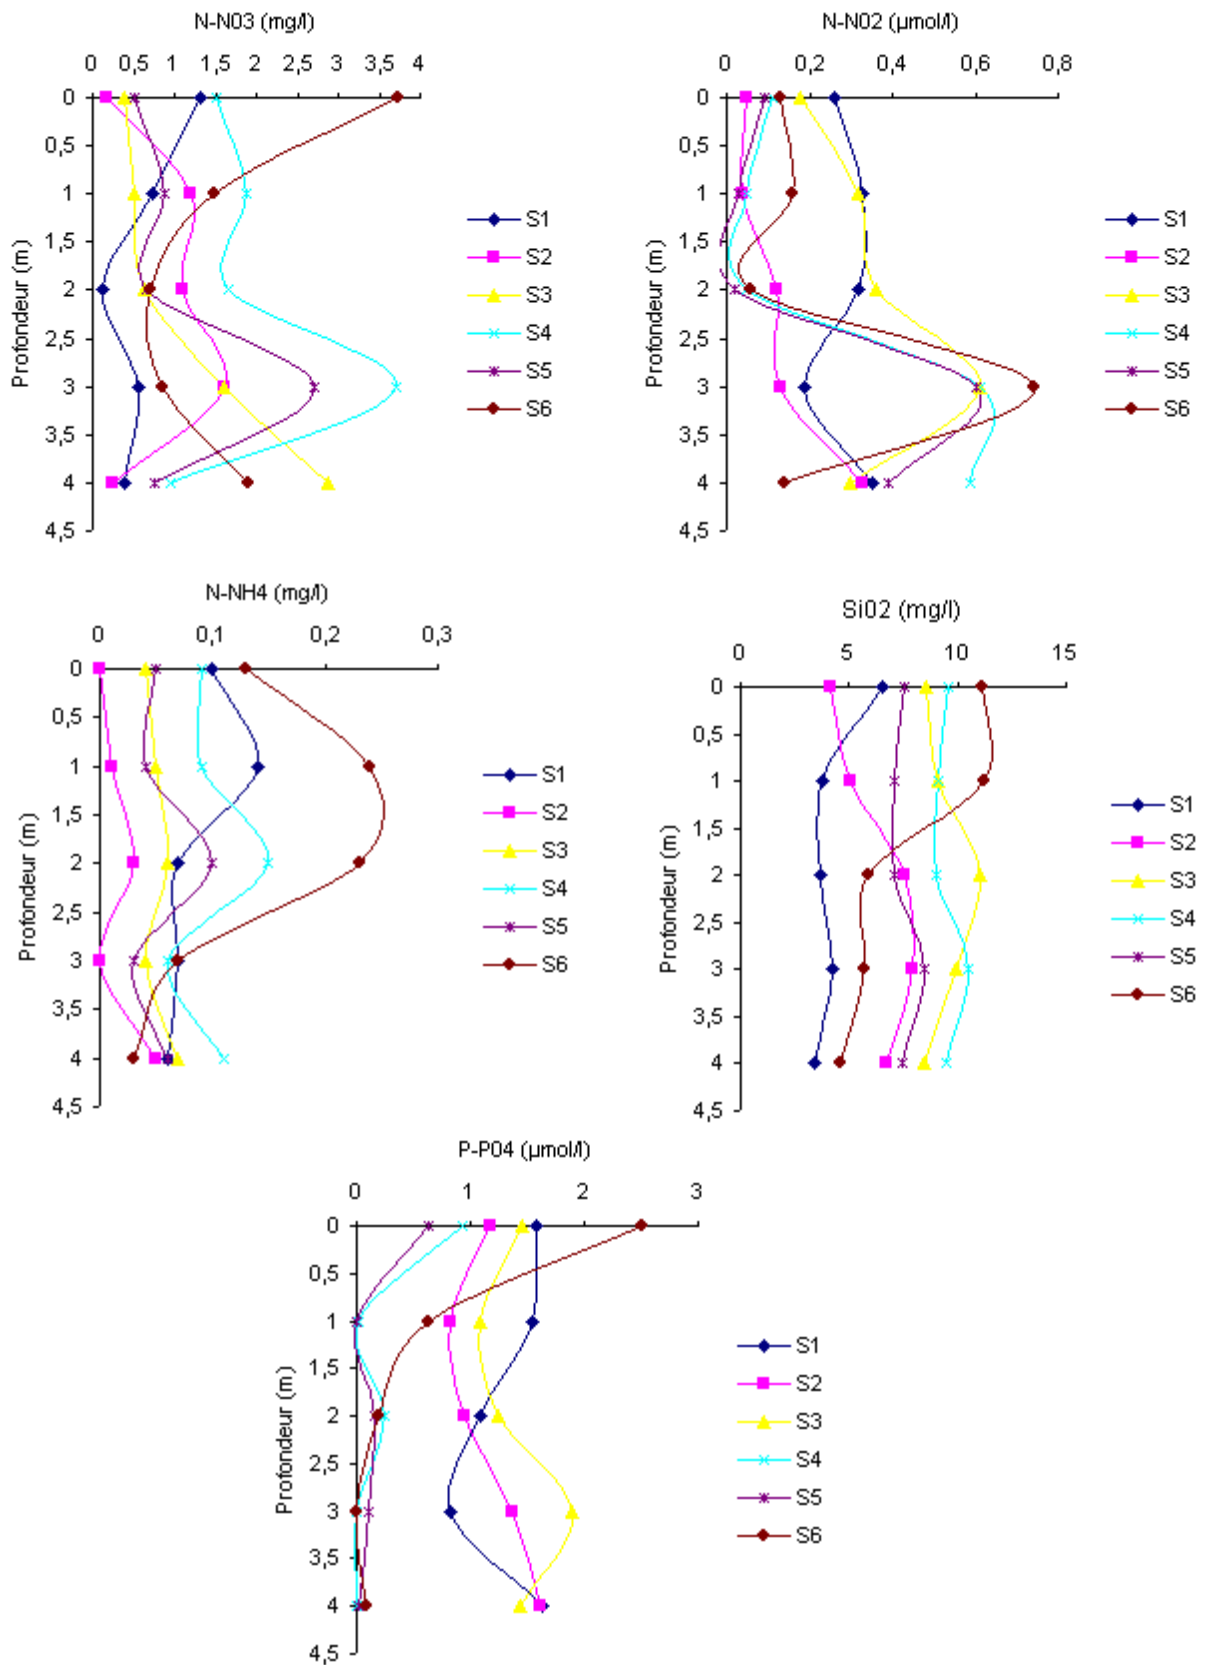 N-N03 (mg/l)
0 0,5 1 1,5 2 2,5 3 3,5 4
0
0,5
1
1,5
2
2,5
3
3,5
4
4,5
Profondeur (m)
S1
S2
S3
S4
S5
S6
N-N02 (µmol/l)
0 0,2 0,4 0,6 0,8
0
0,5
1
1,5
2
2,5
3
3,5
4
4,5
Profondeur (m)
S1
S2
S3
S4
S5
S6
N-NH4 (mg/l)
0 0,1 0,2 0,3
0
0,5
1
1,5
2
2,5
3
3,5
4
4,5
Profondeur (m)
S1
S2
S3
S4
S5
S6
Si02 (mg/l)
0 5 10 15
0
0,5
1
1,5
2
2,5
3
3,5
4
4,5
Profondeur (m)
S1
S2
S3
S4
S5
S6
P-P04 (µmol/l)
0 1 2 3
0
0,5
1
1,5
2
2,5
3
3,5
4
4,5
Profondeur (m)
S1
S2
S3
S4
S5
S6